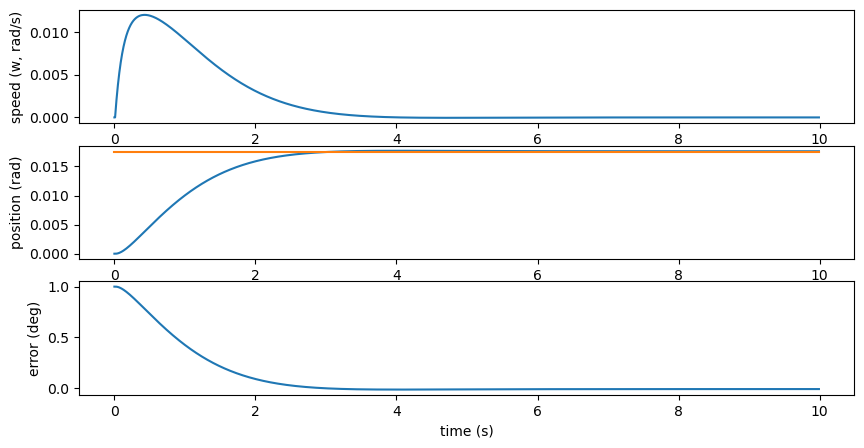 speed (w, rad/s)
0.010
0.005
0.000
0 2 4 6 8 10
position (rad)
0.015
0.010
0.005
0.000
0 2 4 6 8 10
error (deg)
1.0
0.5
0.0
0 2 4 6 8 10
time (s)